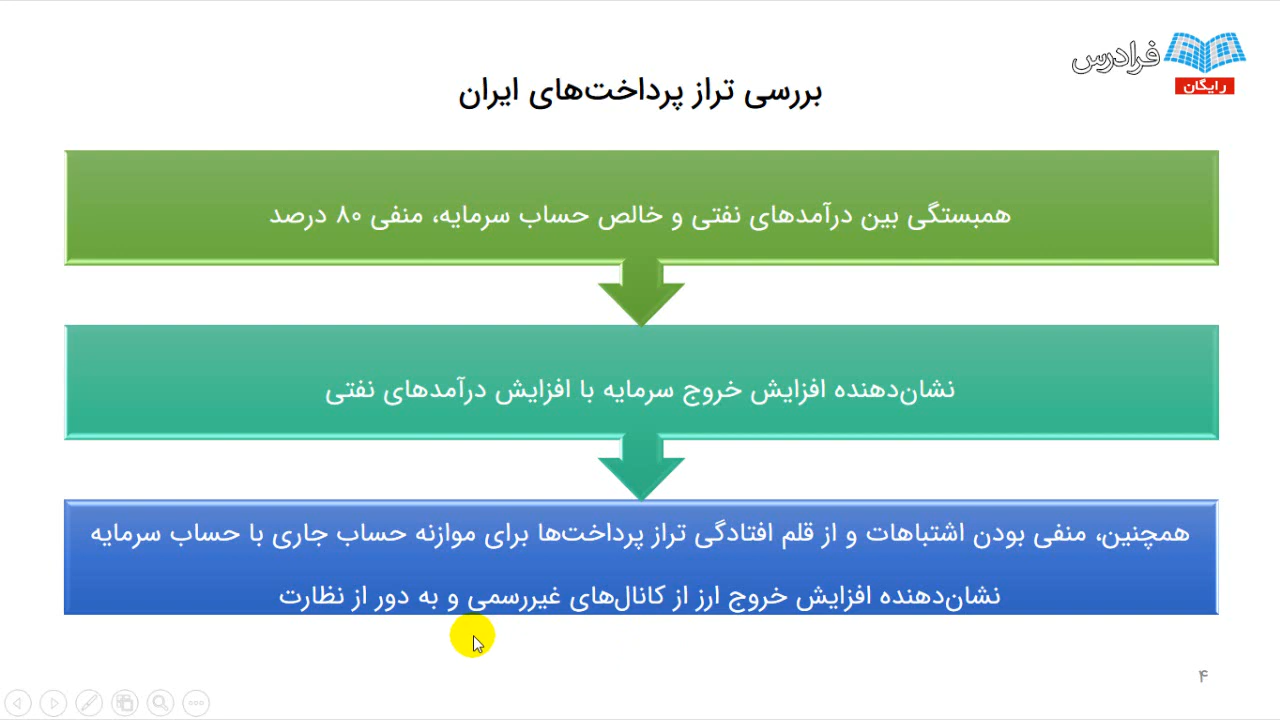 فرادرس
رایگان
بررسی تراز پرداخت‌های ایران
همبستگی بین درآمدهای نفتی و خالص حساب سرمایه، منفی ۸۰ درصد
نشان‌دهنده افزایش خروج سرمایه با افزایش درآمدهای نفتی
همچنین، منفی بودن اشتباهات و از قلم افتادگی تراز پرداخت‌ها برای موازنه حساب جاری با حساب سرمایه
نشان‌دهنده افزایش خروج ارز از کانال‌های غیررسمی و به دور از نظارت
۴